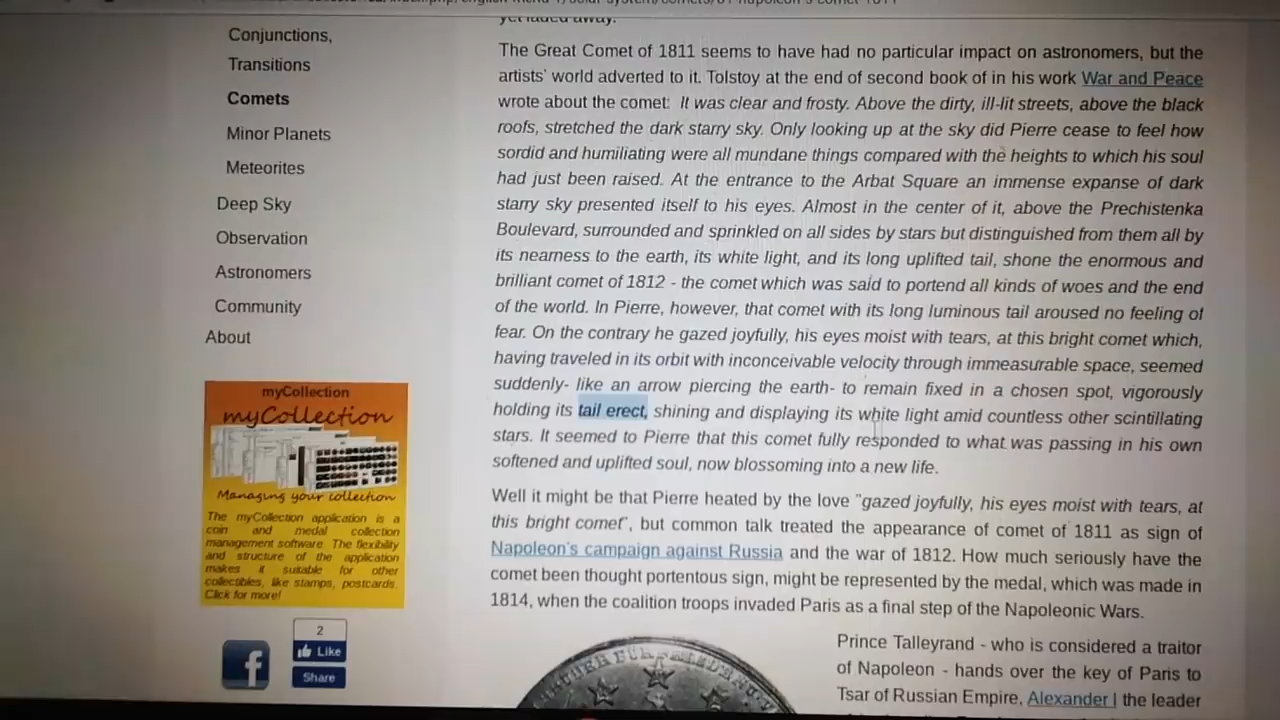 Conjunctions,
Transitions
Comets
Minor Planets
Meteorites
Deep Sky
Observation
Astronomers
Community
About
myCollection
myCollection
Managing your collection
The myCollection application is a
coin and medal collection
management software. The flexibility
and structure of the application
makes it suitable for other
collectibles, like stamps, postcards.
Click for more!
2
Like
Share
yet faded away.
The Great Comet of 1811 seems to have had no particular impact on astronomers, but the
artists' world adverted to it. Tolstoy at the end of second book of in his work War and Peace
wrote about the comet: It was clear and frosty. Above the dirty, ill-lit streets, above the black
roofs, stretched the dark starry sky. Only looking up at the sky did Pierre cease to feel how
sordid and humiliating were all mundane things compared with the heights to which his soul
had just been raised. At the entrance to the Arbat Square an immense expanse of dark
starry sky presented itself to his eyes. Almost in the center of it, above the Prechistenka
Boulevard, surrounded and sprinkled on all sides by stars but distinguished from them all by
its nearness to the earth, its white light, and its long uplifted tail, shone the enormous and
brilliant comet of 1812 - the comet which was said to portend all kinds of woes and the end
of the world. In Pierre, however, that comet with its long luminous tail aroused no feeling of
fear. On the contrary he gazed joyfully, his eyes moist with tears, at this bright comet which,
having traveled in its orbit with inconceivable velocity through immeasurable space, seemed
suddenly- like an arrow piercing the earth- to remain fixed in a chosen spot, vigorously
holding its tail erect, shining and displaying its white light amid countless other scintillating
stars. It seemed to Pierre that this comet fully responded to what was passing in his own
softened and uplifted soul, now blossoming into a new life.
Well it might be that Pierre heated by the love "gazed joyfully, his eyes moist with tears, at
this bright comet", but common talk treated the appearance of comet of 1811 as sign of
Napoleon's campaign against Russia and the war of 1812. How much seriously have the
comet been thought portentous sign, might be represented by the medal, which was made in
1814, when the coalition troops invaded Paris as a final step of the Napoleonic Wars.
Prince Talleyrand - who is considered a traitor
of Napoleon - hands over the key of Paris to
Tsar of Russian Empire, Alexander I the leader